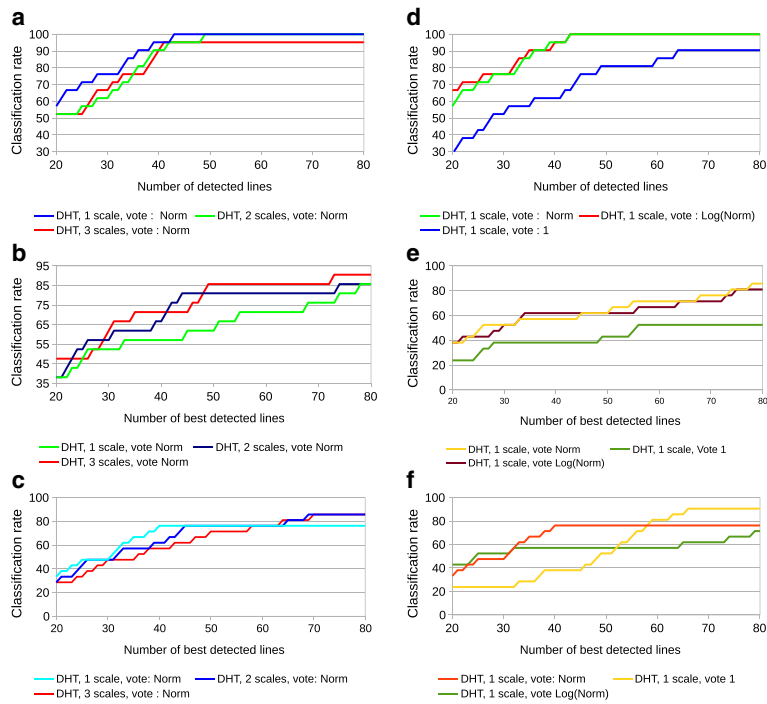 a
Classification rate
100
90
80
70
60
50
40
30
20 30 40 50 60 70 80
Number of detected lines
DHT, 1 scale, vote : Norm DHT, 2 scales, vote: Norm
DHT, 3 scales, vote : Norm
d
Classification rate
100
90
80
70
60
50
40
30
20 30 40 50 60 70 80
Number of detected lines
DHT, 1 scale, vote : Norm DHT, 1 scale, vote : Log(Norm)
DHT, 1 scale, vote : 1
b
Classification rate
95
85
75
65
55
45
35
20 30 40 50 60 70 80
Number of best detected lines
DHT, 1 scale, vote Norm DHT, 2 scales, vote Norm
DHT, 3 scales, vote Norm
e
Classification rate
100
80
60
40
20
0
20 30 40 50 60 70 80
Number of best detected lines
DHT, 1 scale, vote Norm DHT, 1 scale, Vote 1
DHT, 1 scale, vote Log(Norm)
c
Classification rate
100
80
60
40
20
0
20 30 40 50 60 70 80
Number of best detected lines
DHT, 1 scale, vote: Norm DHT, 2 scales, vote: Norm
DHT, 3 scales, vote : Norm
f
Classification rate
100
80
60
40
20
0
20 30 40 50 60 70 80
Number of best detected lines
DHT, 1 scale, vote: Norm DHT, 1 scale, vote 1
DHT, 1 scale, vote Log(Norm)